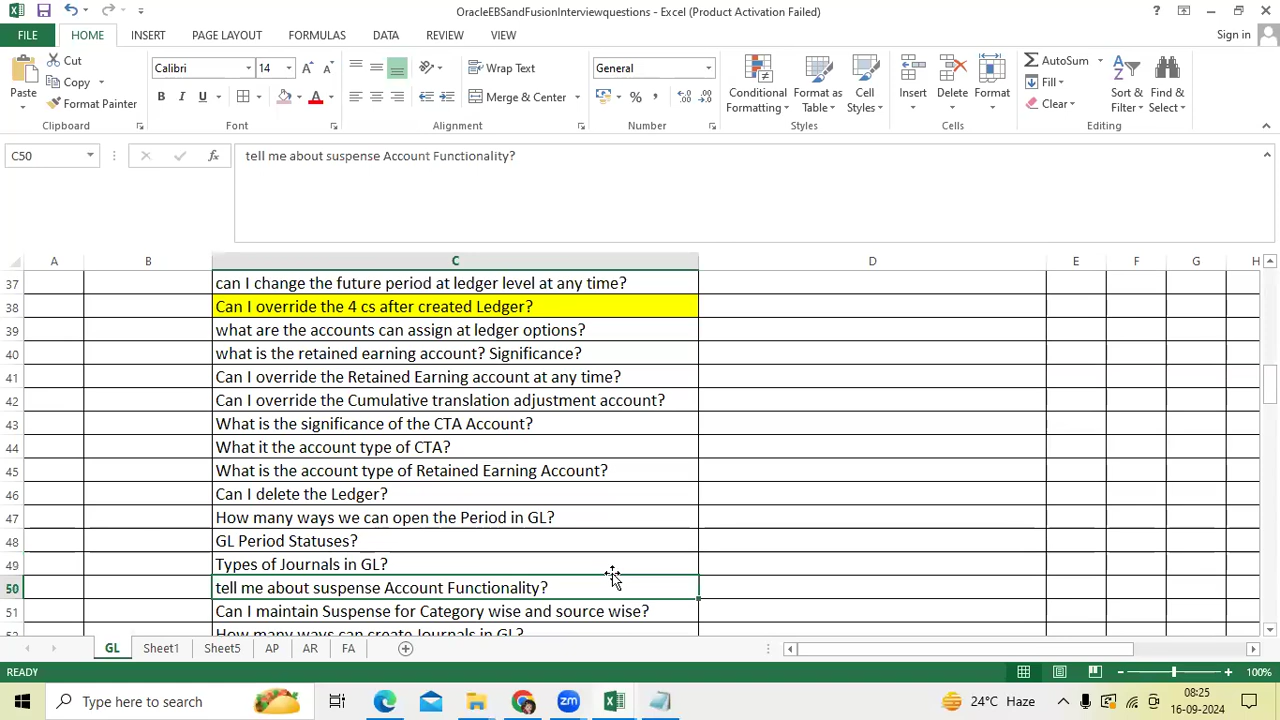 OracleEBSandFusionInterviewquestions - Excel (Product Activation Failed)
FILE HOME INSERT PAGE LAYOUT FORMULAS DATA REVIEW VIEW Sign in
Paste Cut Copy Format Painter
Calibri 14
B I U
Wrap Text
Merge & Center
General
Conditional Formatting
Format as Table
Cell Styles
Insert Delete Format
AutoSum
Fill
Clear
Sort & Filter
Find & Select
Clipboard Font Alignment Number Styles Cells Editing
C50 fx tell me about suspense Account Functionality?
A B C D E F G H
37 can I change the future period at ledger level at any time?
38 Can I override the 4 cs after created Ledger?
39 what are the accounts can assign at ledger options?
40 what is the retained earning account? Significance?
41 Can I override the Retained Earning account at any time?
42 Can I override the Cumulative translation adjustment account?
43 What is the significance of the CTA Account?
44 What it the account type of CTA?
45 What is the account type of Retained Earning Account?
46 Can I delete the Ledger?
47 How many ways we can open the Period in GL?
48 GL Period Statuses?
49 Types of Journals in GL?
50 tell me about suspense Account Functionality?
51 Can I maintain Suspense for Category wise and source wise?
52 How many ways can create Journals in GL?
GL Sheet1 Sheet5 AP AR FA
READY 100%
Type here to search
24°C Haze
08:25
16-09-2024